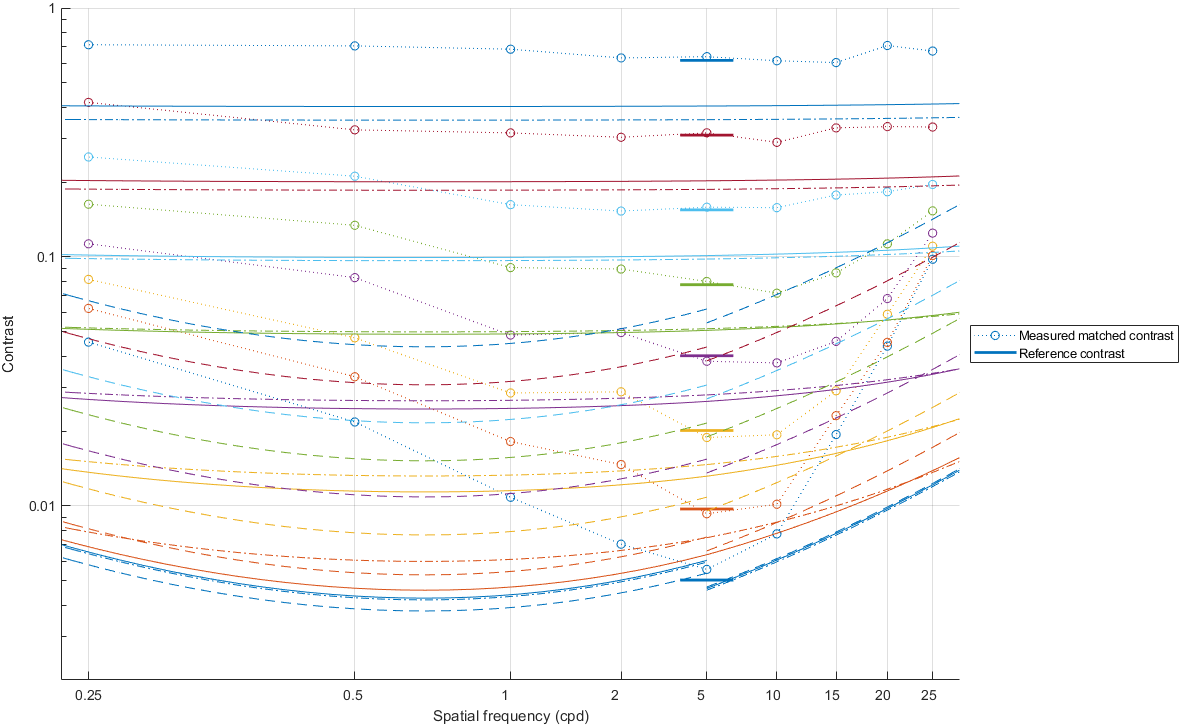 1
0.1
0.01
Contrast
0.25 0.5 1 2 5 10 15 20 25
Spatial frequency (cpd)
Measured matched contrast
Reference contrast